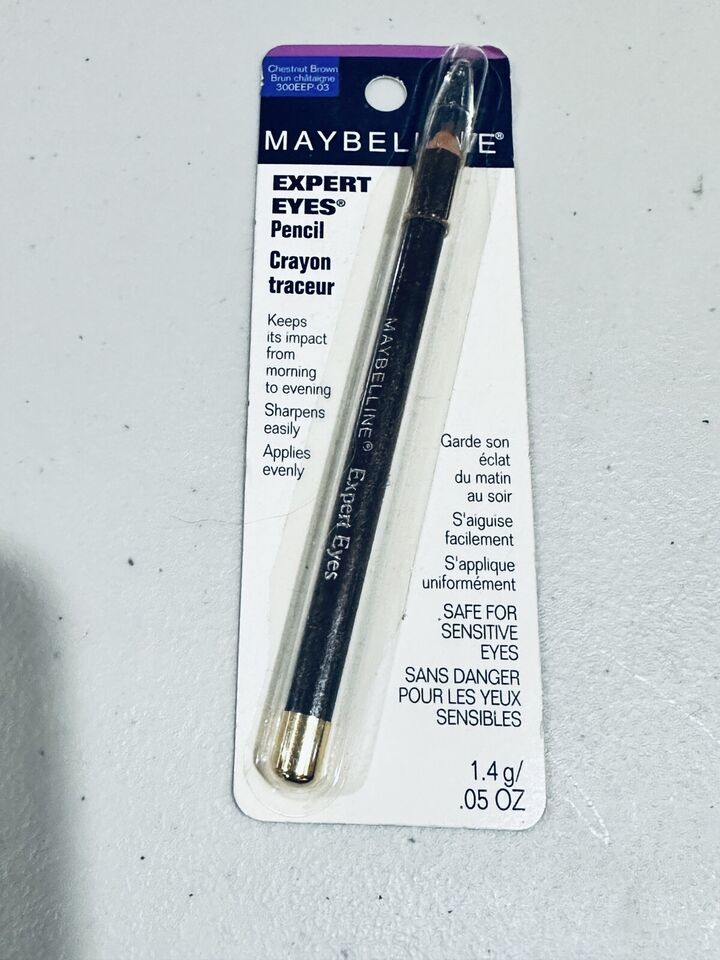 Chestnut Brown
Brun châtaigne
300EEP-03
MAYBELLINE®
EXPERT
EYES®
Pencil
Crayon
traceur
Keeps
its impact
from
morning
to evening
Sharpens
easily
Applies
evenly
MAYBELLINE® Expert Eyes
Garde son
éclat
du matin
au soir
S'aiguise
facilement
S'applique
uniformément
SAFE FOR
SENSITIVE
EYES
SANS DANGER
POUR LES YEUX
SENSIBLES
1.4 g/
.05 OZ